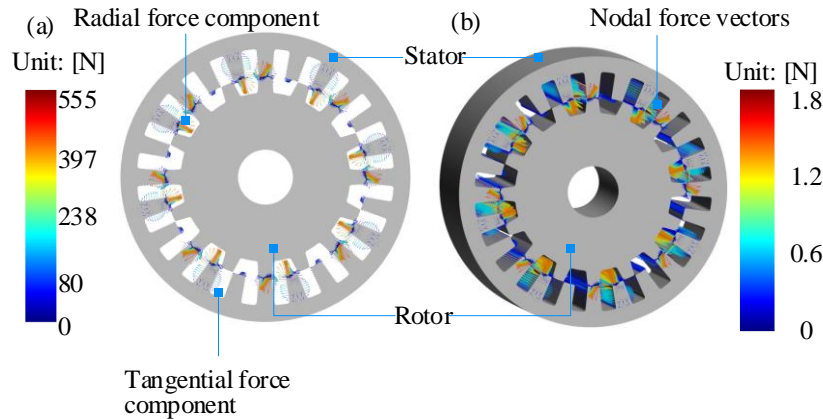 (a)
Radial force component
(b)
Nodal force vectors
Unit: [N]
Stator
Unit: [N]
555
397
238
80
0
1.8
1.2
0.6
0
Rotor
Tangential force
component